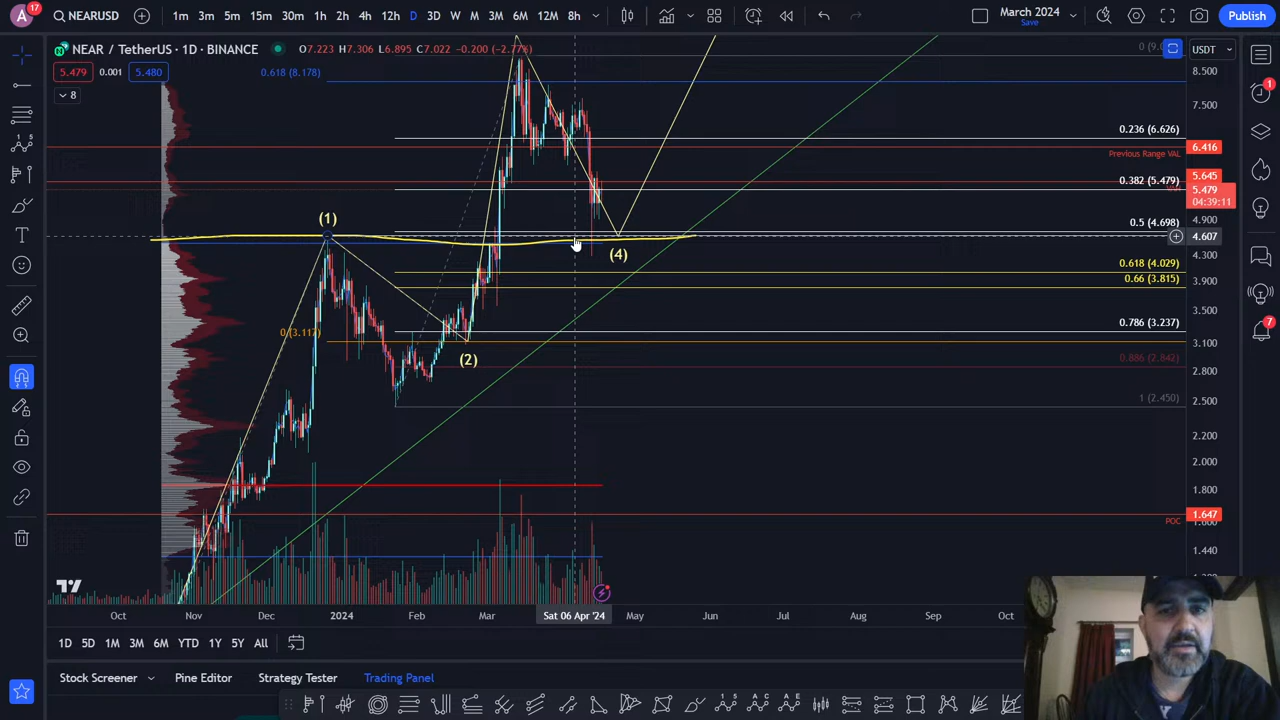 A 17
NEARUSD
1m 3m 5m 15m 30m 1h 2h 4h 12h D 3D W M 3M 6M 12M 8h
March 2024
Save
Publish
NEAR / TetherUS · 1D · BINANCE O7.223 H7.306 L6.895 C7.022 −0.200 (−2.77%)
USDT
5.479 0.001 5.480
0.618 (8.178)
8
8.500
7.500
0.236 (6.626)
6.416
Previous Range VAL
5.645
0.382 (5.479)
5.479
04:39:11
4.900
(1)
0.5 (4.698)
4.607
(4)
4.300
0.618 (4.029)
0.66 (3.815)
3.900
3.500
0 (3.117)
0.786 (3.237)
3.100
(2)
0.886 (2.842)
2.800
1 (2.450)
2.500
2.200
2.000
1.800
1.647
POC
1.440
Oct Nov Dec 2024 Feb Mar Sat 06 Apr '24 May Jun Jul Aug Sep Oct
1D 5D 1M 3M 6M YTD 1Y 5Y All
Stock Screener Pine Editor Strategy Tester Trading Panel
1
7